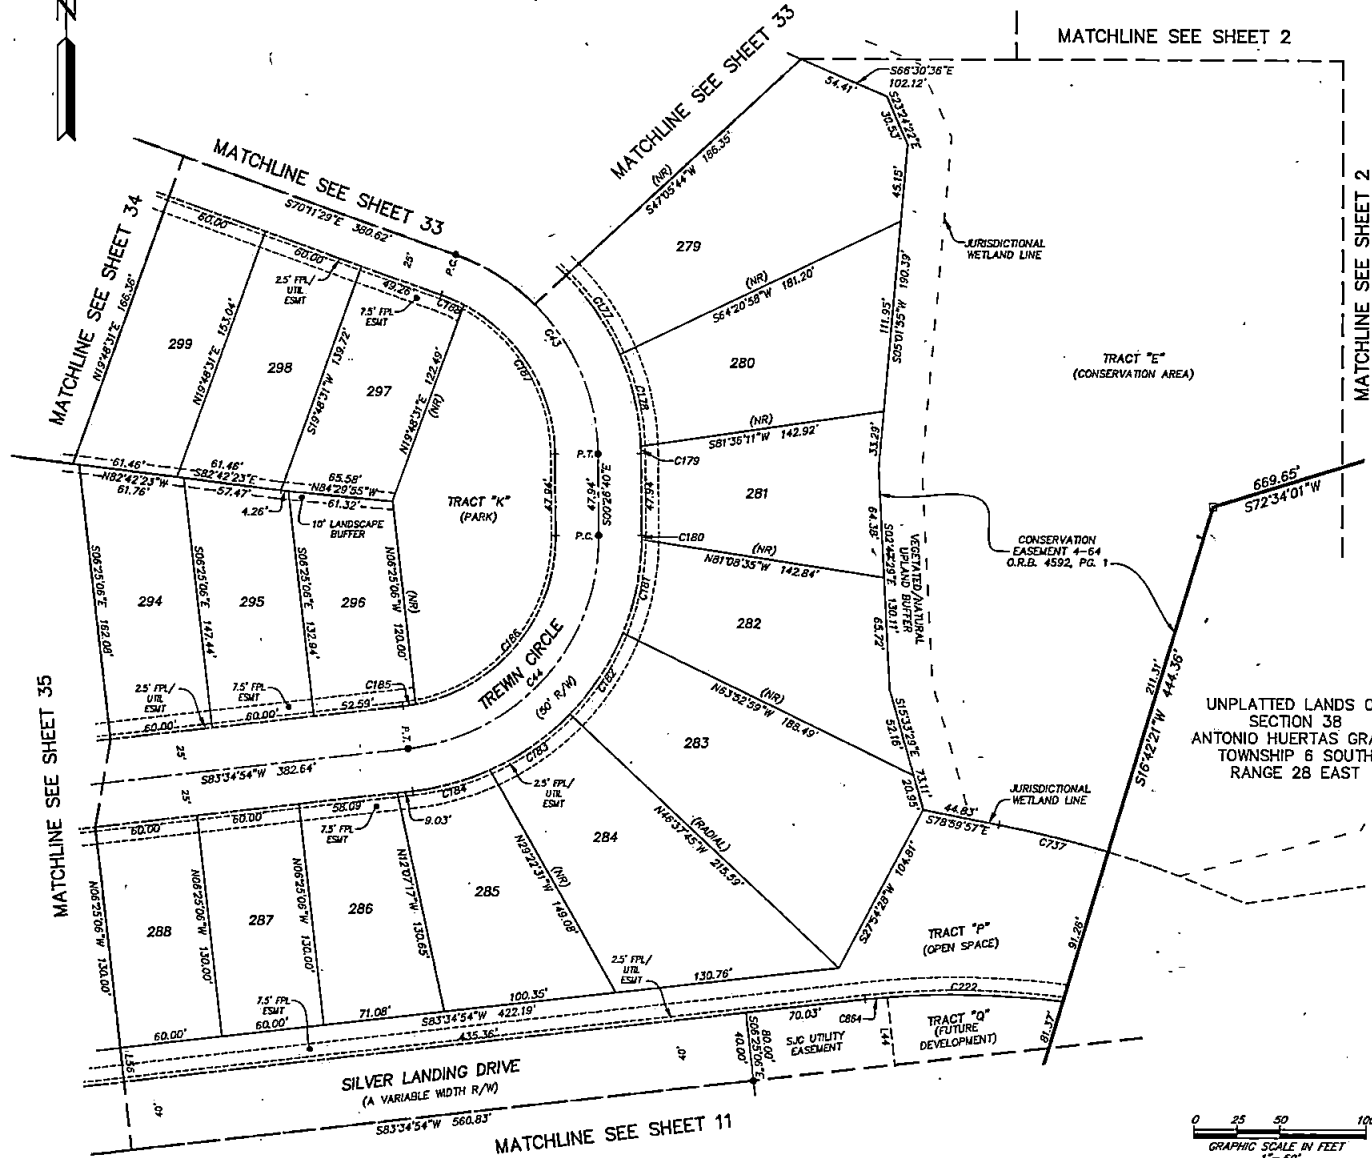 N
MATCHLINE SEE SHEET 33
MATCHLINE SEE SHEET 2
S66°30'36"E
102.12'
54.41'
S23°24'22"E
30.53'
MATCHLINE SEE SHEET 33
S70°11'29"E 380.62'
MATCHLINE SEE SHEET 34
MATCHLINE SEE SHEET 2
(NR)
S47°05'44"W 186.35'
45.15'
279
JURISDICTIONAL
WETLAND LINE
60.00'
60.00'
25'
P.C.
2.5' FPL/
UTIL
ESMT
49.26'
C768
7.5' FPL
ESMT
C43
C177
(NR)
S64°20'58"W 181.20'
111.95'
S05°01'55"W 190.39'
N19°48'31"E 166.36'
299
N19°48'31"E 153.04'
298
S19°48'31"W 139.72'
297
N19°48'31"E 122.49'
(NR)
C187
280
C178
TRACT "E"
(CONSERVATION AREA)
(NR)
S81°36'11"W 142.92'
33.29'
61.46'
N82°42'23"W
61.76'
61.46'
S82°42'23"E
57.47'
65.58'
N84°29'55"W
61.32'
4.26'
10' LANDSCAPE
BUFFER
TRACT "K"
(PARK)
P.T.
C179
47.94'
47.94'
S00°26'40"E
47.94'
281
P.C.
C180
64.38'
669.65'
S72°34'01"W
(NR)
N81°08'35"W 142.84'
S02°43'29"E 130.11'
65.72'
VEGETATED/NATURAL
UPLAND BUFFER
CONSERVATION
EASEMENT 4-64
O.R.B. 4592, PG. 1
S06°25'06"E 162.08'
294
S06°25'06"E 147.44'
295
S06°25'06"E 132.94'
296
N06°25'06"W 120.00'
(NR)
C186
C181
282
TREWIN CIRCLE
C44
(50' R/W)
C182
(NR)
N63°52'59"W 188.49'
S15°33'29"E
52.16'
73.11'
20.95'
MATCHLINE SEE SHEET 35
2.5' FPL/
UTIL
ESMT
7.5' FPL
ESMT
C185
60.00'
60.00'
52.59'
P.T.
25'
S83°34'54"W 382.64'
25'
C183
283
211.31'
S16°42'21"W 444.36'
UNPLATTED LANDS O
SECTION 38
ANTONIO HUERTAS GRA
TOWNSHIP 6 SOUTH
RANGE 28 EAST
60.00'
60.00'
58.09'
7.5' FPL
ESMT
9.03'
C184
2.5' FPL/
UTIL
ESMT
(RADIAL)
N46°37'45"W 215.59'
JURISDICTIONAL
WETLAND LINE
44.83'
S78°59'57"E
C737
284
S27°54'28"W 104.81'
N06°25'06"W 130.00'
288
N06°25'06"W 130.00'
287
N06°25'06"W 130.00'
286
N12°07'17"W 130.65'
285
N29°22'31"W 149.08'
(NR)
TRACT "P"
(OPEN SPACE)
91.26'
2.5' FPL/
UTIL
ESMT
130.76'
C222
100.35'
71.08'
S83°34'54"W 422.19'
435.36'
60.00'
60.00'
7.5' FPL
ESMT
L36
70.03'
C864
L44
SJC UTILITY
EASEMENT
TRACT "Q"
(FUTURE
DEVELOPMENT)
81.37'
40.00'
S06°25'06"E
80.00'
40'
SILVER LANDING DRIVE
(A VARIABLE WIDTH R/W)
40'
S83°34'54"W 560.83'
MATCHLINE SEE SHEET 11
0 25 50 100
GRAPHIC SCALE IN FEET